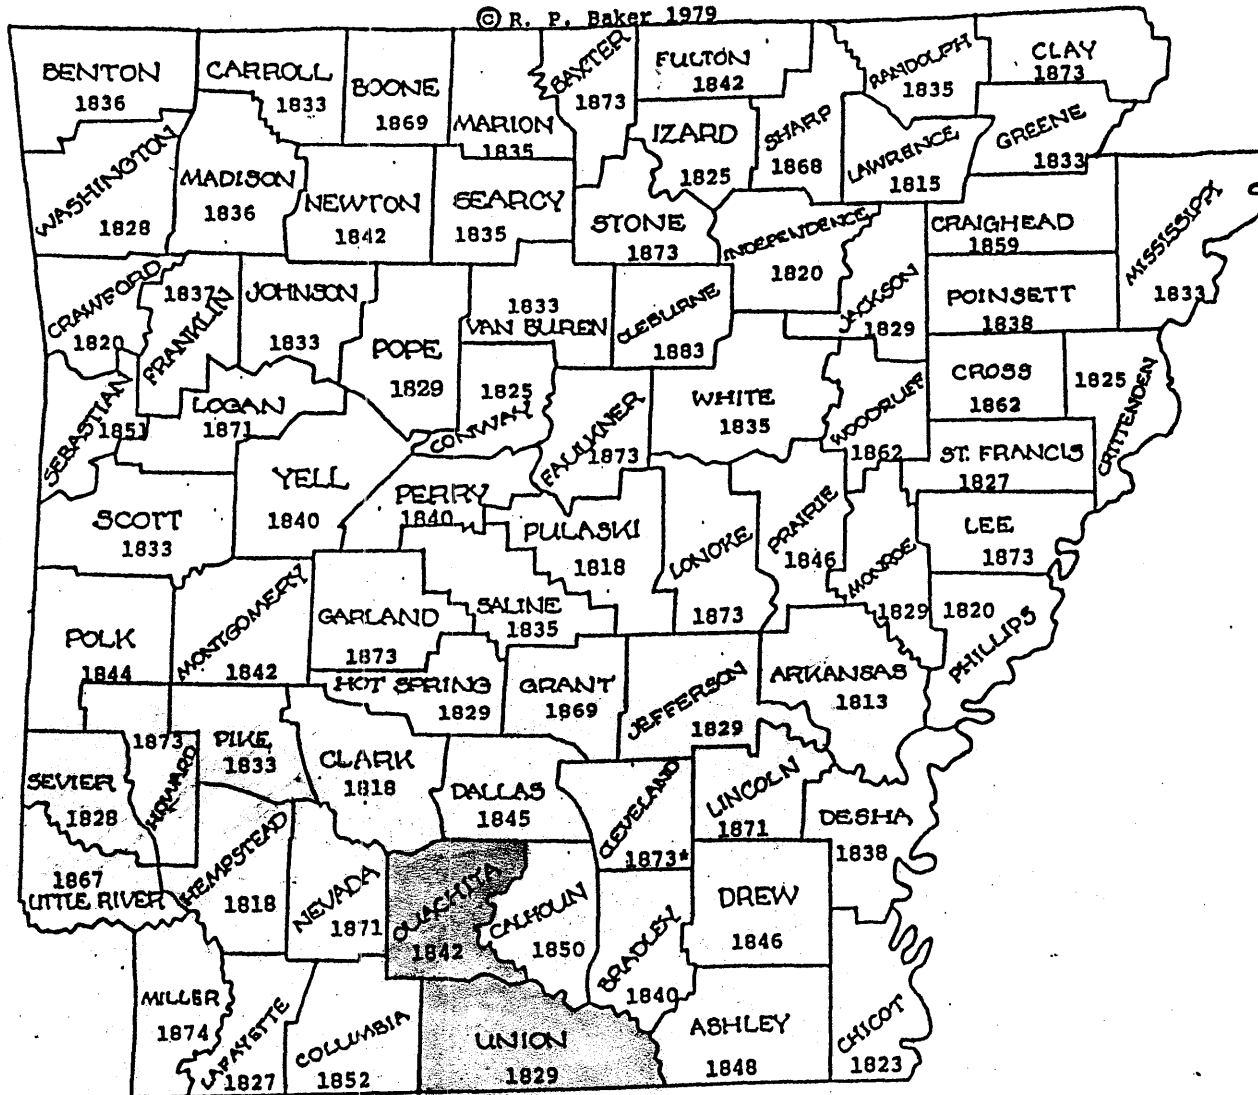 © R. P. Baker 1979
BENTON
1836
CARROLL
1833
BOONE
1869
MARION
1835
BAXTER
1873
FULTON
1842
RANDOLPH
1835
CLAY
1873
WASHINGTON
1828
MADISON
1836
NEWTON
1842
SEARCY
1835
STONE
1873
IZARD
1825
SHARP
1868
LAWRENCE
1815
GREENE
1833
CRAIGHEAD
1859
MISSISSIPPI
1833
INDEPENDENCE
1820
JACKSON
1829
POINSETT
1838
CRAWFORD
1820
1837
FRANKLIN
JOHNSON
1833
POPE
1829
1833
VAN BUREN
CLEBURNE
1883
CROSS
1862
1825
CRITTENDEN
SEBASTIAN
1851
LOGAN
1871
1825
CONWAY
FAULKNER
1873
WHITE
1835
WOODRUFF
1862
ST. FRANCIS
1827
SCOTT
1833
YELL
1840
PERRY
1840
PULASKI
1818
LONOKE
1873
PRAIRIE
1846
MONROE
1829
LEE
1873
1820
PHILLIPS
POLK
1844
MONTGOMERY
1842
GARLAND
1873
SALINE
1835
HOT SPRING
1829
GRANT
1869
JEFFERSON
1829
ARKANSAS
1813
SEVIER
1828
1873
HOWARD
PIKE
1833
CLARK
1818
DALLAS
1845
CLEVELAND
1873*
LINCOLN
1871
DESHA
1838
1867
LITTLE RIVER
HEMPSTEAD
1818
NEVADA
1871
OUACHITA
1842
CALHOUN
1850
BRADLEY
1840
DREW
1846
MILLER
1874
LAFAYETTE
1827
COLUMBIA
1852
UNION
1829
ASHLEY
1848
CHICOT
1823